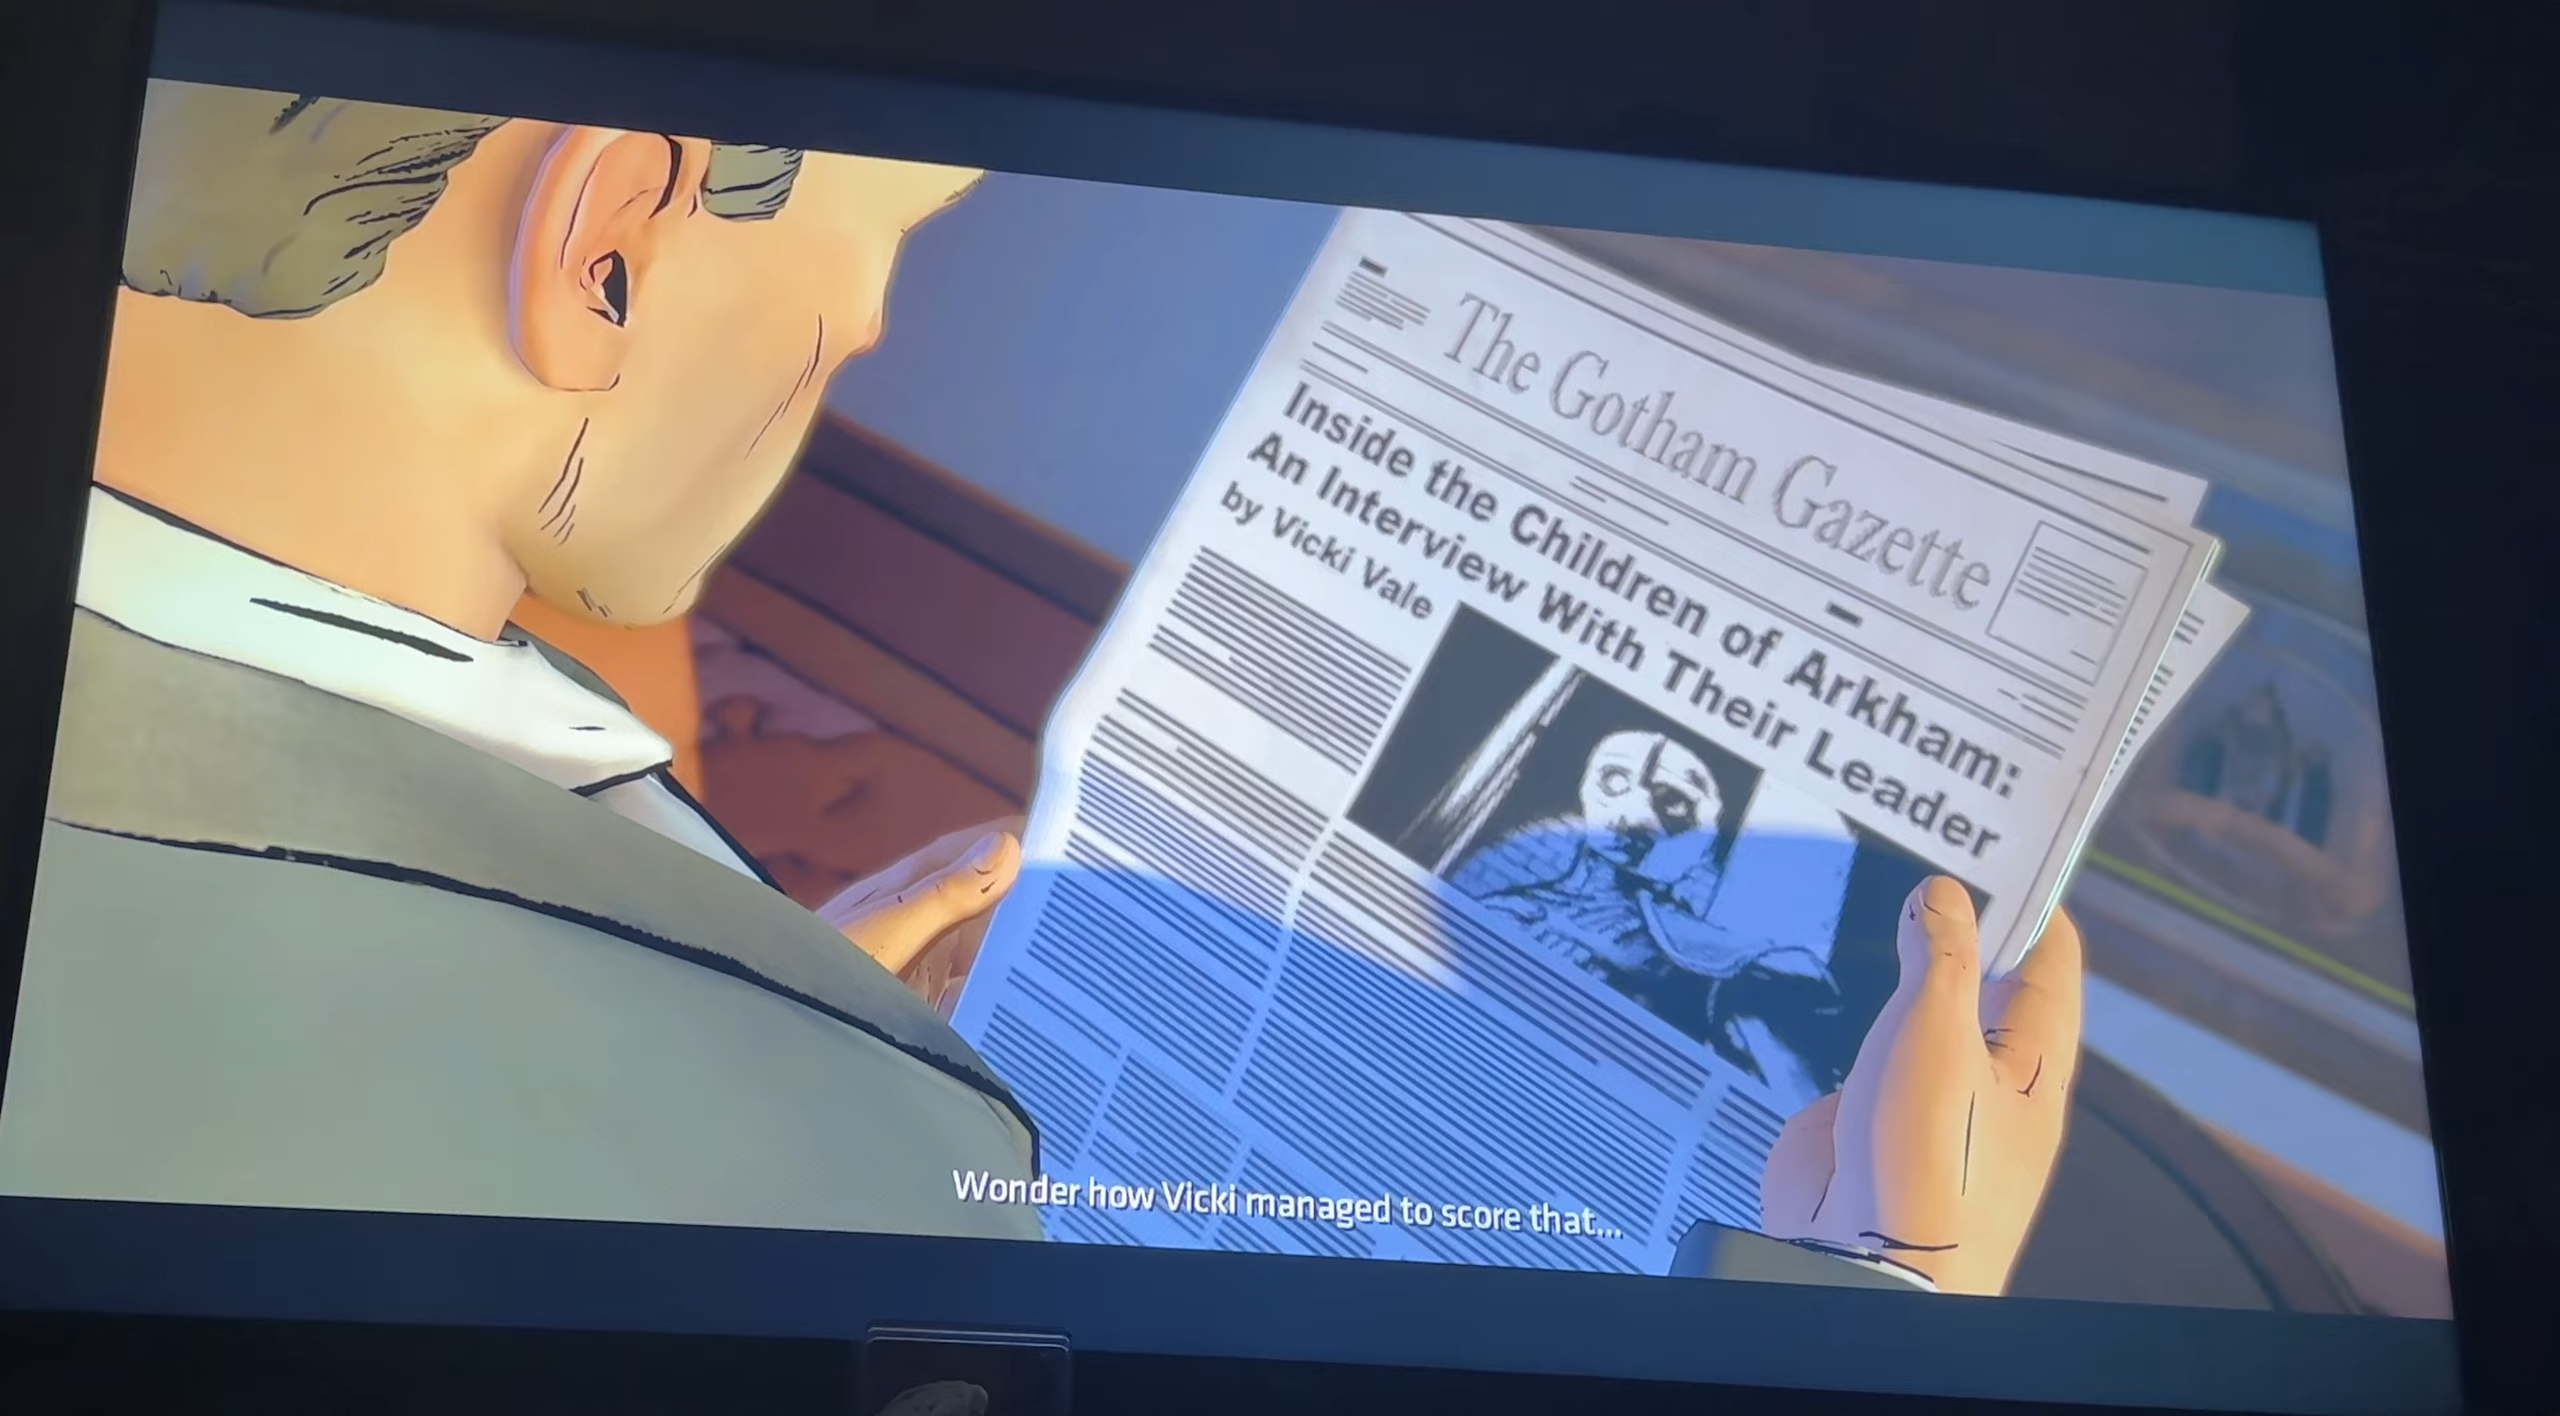 The Gotham Gazette
Inside the Children of Arkham:
An Interview With Their Leader
by Vicki Vale
Wonder how Vicki managed to score that...